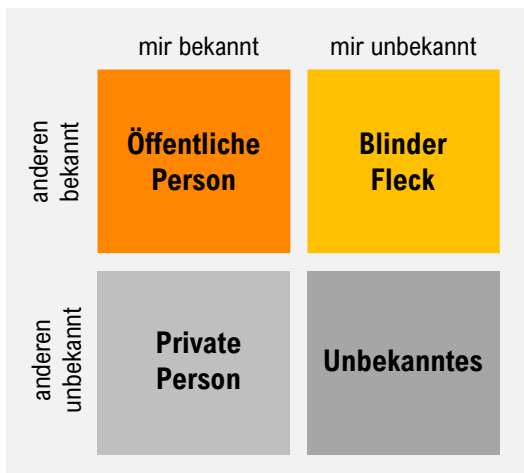 mir bekannt
mir unbekannt
anderen
bekannt
Öffentliche
Person
Blinder
Fleck
anderen
unbekannt
Private
Person
Unbekanntes